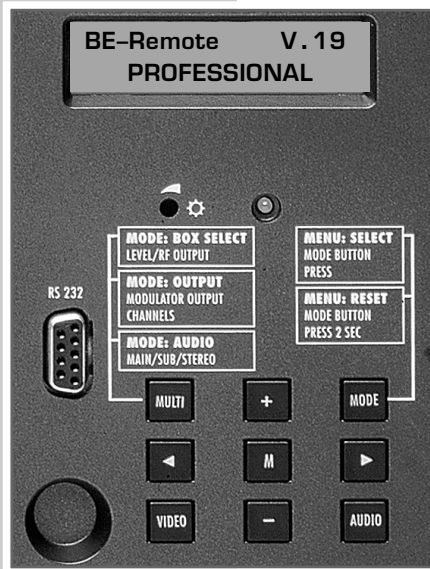 BE–Remote V.19
PROFESSIONAL
MODE: BOX SELECT
LEVEL/RF OUTPUT
MENU: SELECT
MODE BUTTON
PRESS
MODE: OUTPUT
MODULATOR OUTPUT
CHANNELS
MENU: RESET
MODE BUTTON
PRESS 2 SEC
RS 232
MODE: AUDIO
MAIN/SUB/STEREO
MULTI + MODE
◄ M ►
VIDEO – AUDIO